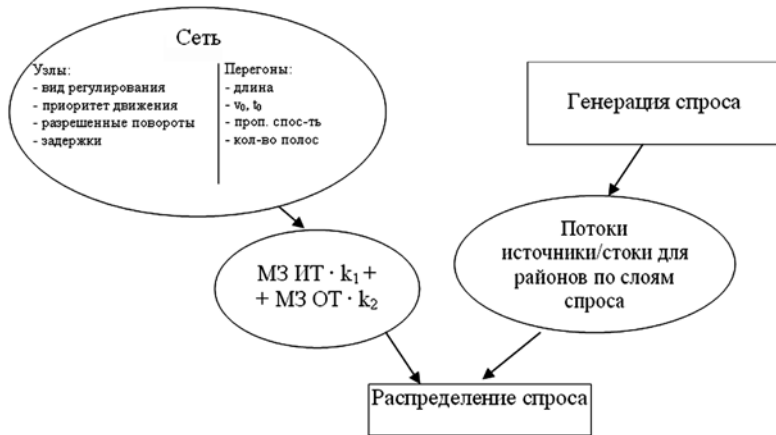 Сеть
Узлы:
- вид регулирования
- приоритет движения
- разрешенные повороты
- задержки
Перегоны:
- длина
- v₀, t₀
- проп. спос-ть
- кол-во полос
Генерация спроса
МЗ ИТ · k₁ +
+ МЗ ОТ · k₂
Потоки
источники/стоки для
районов по слоям
спроса
Распределение спроса